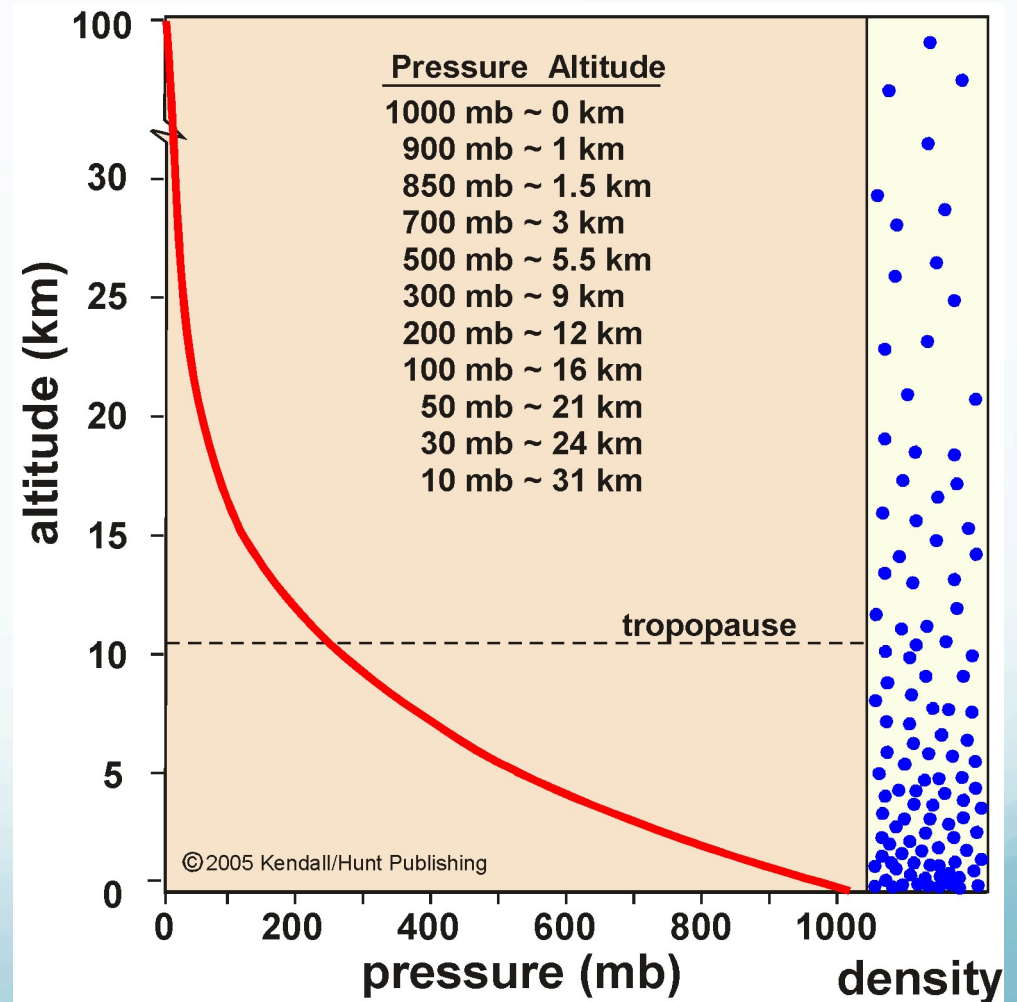 100
30
25
20
15
10
5
0
altitude (km)
Pressure Altitude
1000 mb ~ 0 km
900 mb ~ 1 km
850 mb ~ 1.5 km
700 mb ~ 3 km
500 mb ~ 5.5 km
300 mb ~ 9 km
200 mb ~ 12 km
100 mb ~ 16 km
50 mb ~ 21 km
30 mb ~ 24 km
10 mb ~ 31 km
tropopause
©2005 Kendall/Hunt Publishing
0 200 400 600 800 1000
pressure (mb) density